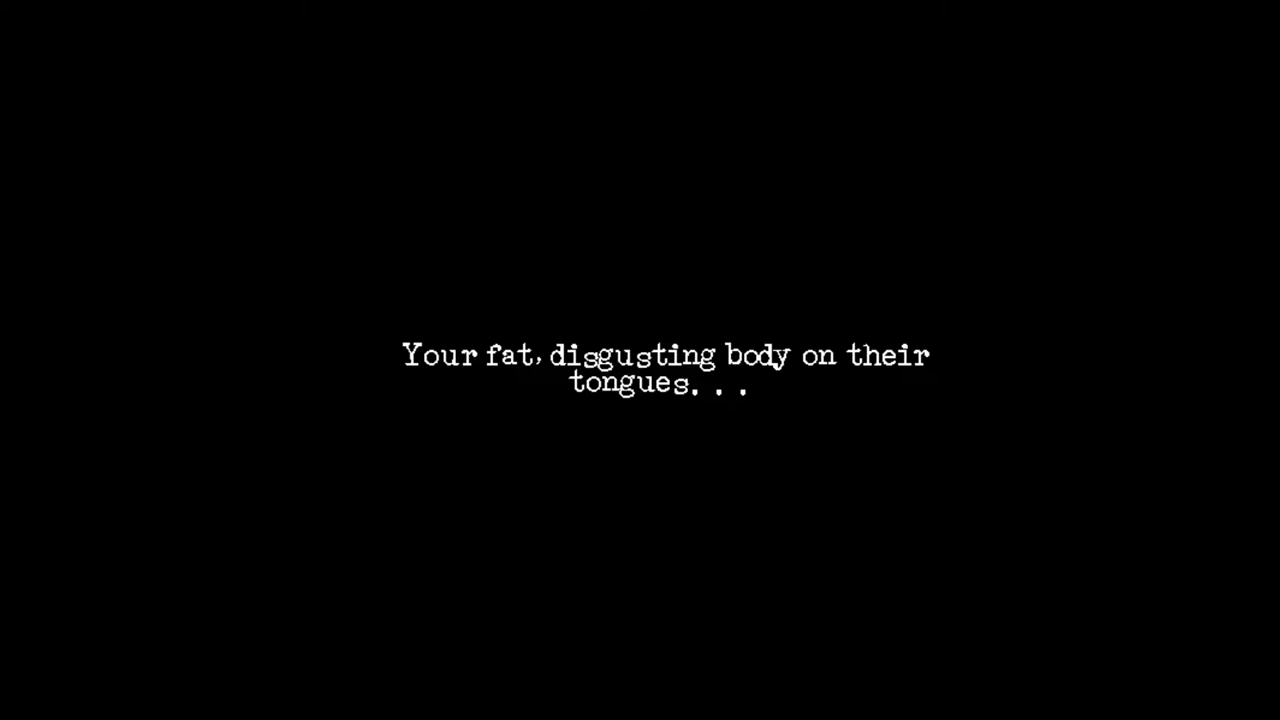 Your fat, disgusting body on their
tongues. . .